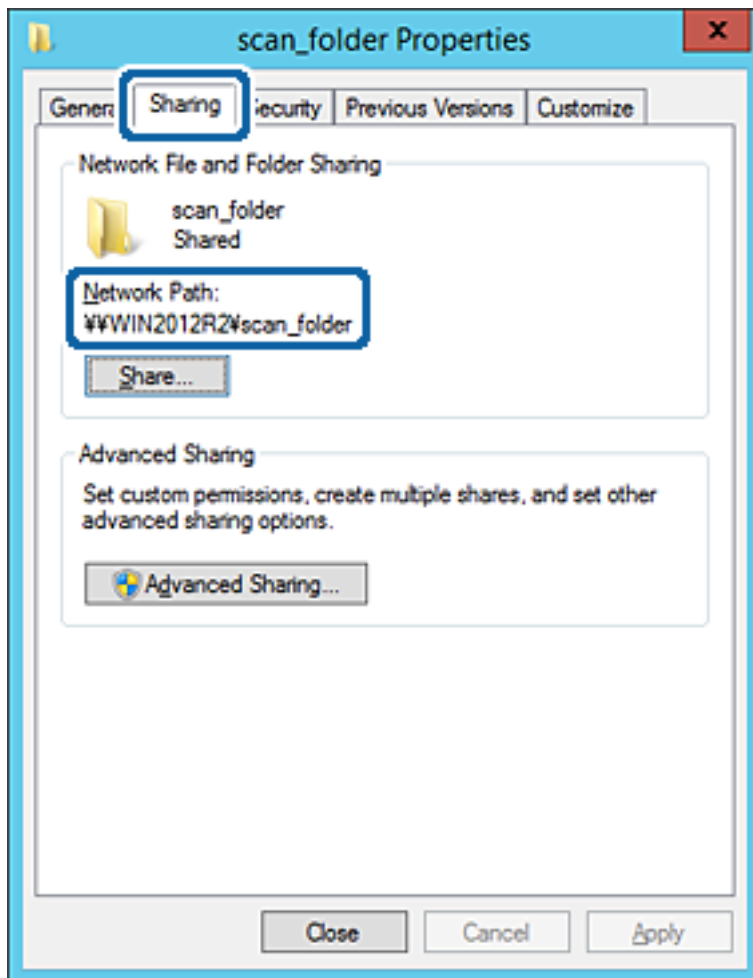 scan_folder Properties
x
Genera Sharing ecurity Previous Versions Customize
Network File and Folder Sharing
scan_folder
Shared
Network Path:
¥¥WIN2012R2¥scan_folder
Share...
Advanced Sharing
Set custom permissions, create multiple shares, and set other
advanced sharing options.
Advanced Sharing...
Close Cancel Apply